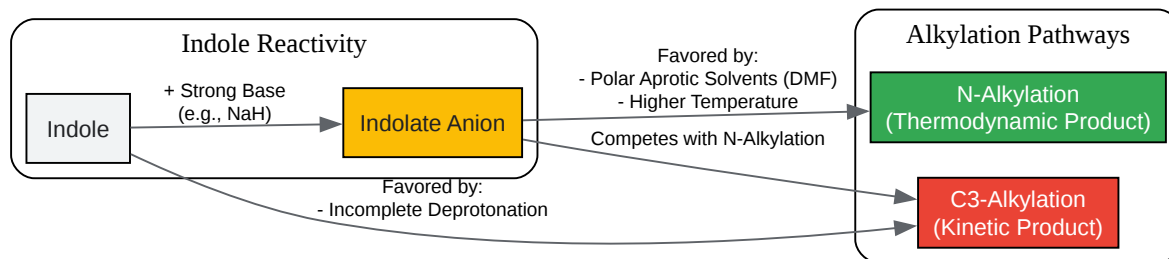 Indole Reactivity
Alkylation Pathways
Indole
+ Strong Base
(e.g., NaH)
Indolate Anion
Favored by:
- Polar Aprotic Solvents (DMF)
- Higher Temperature
Competes with N-Alkylation
N-Alkylation
(Thermodynamic Product)
Favored by:
- Incomplete Deprotonation
C3-Alkylation
(Kinetic Product)